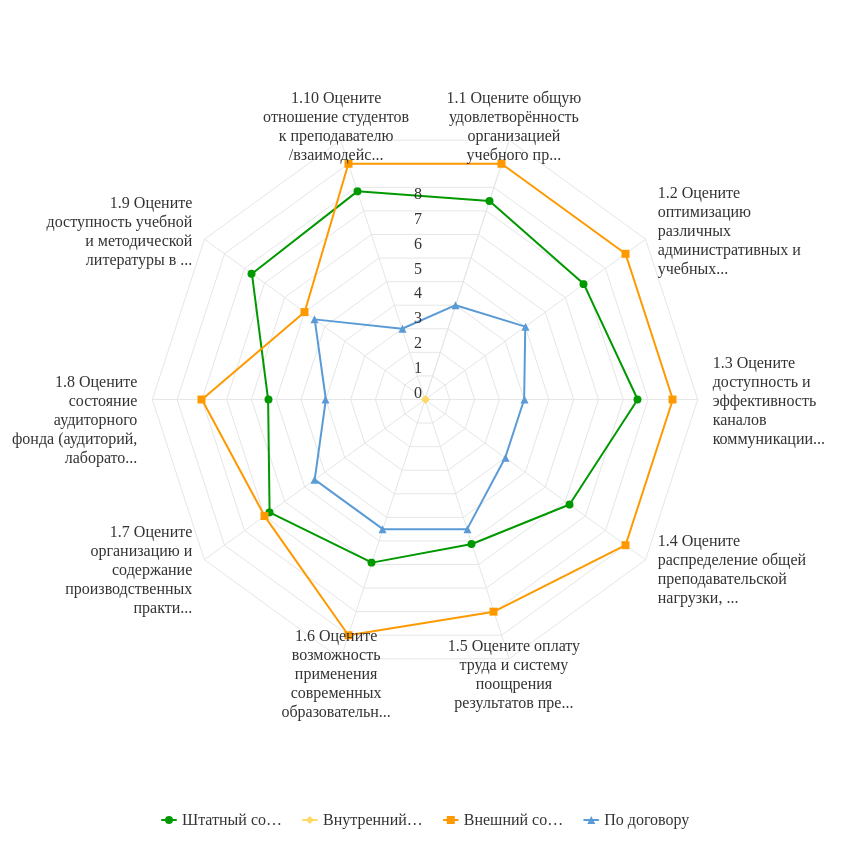 1.10 Оцените
отношение студентов
к преподавателю
/взаимодейс...
1.1 Оцените общую
удовлетворённость
организацией
учебного пр...
1.9 Оцените
доступность учебной
и методической
литературы в ...
1.2 Оцените
оптимизацию
различных
административных и
учебных...
8
7
6
5
4
3
2
1
0
1.8 Оцените
состояние
аудиторного
фонда (аудиторий,
лаборато...
1.3 Оцените
доступность и
эффективность
каналов
коммуникации...
1.7 Оцените
организацию и
содержание
производственных
практи...
1.4 Оцените
распределение общей
преподавательской
нагрузки, ...
1.6 Оцените
возможность
применения
современных
образовательн...
1.5 Оцените оплату
труда и систему
поощрения
результатов пре...
Штатный со…
Внутренний…
Внешний со…
По договору